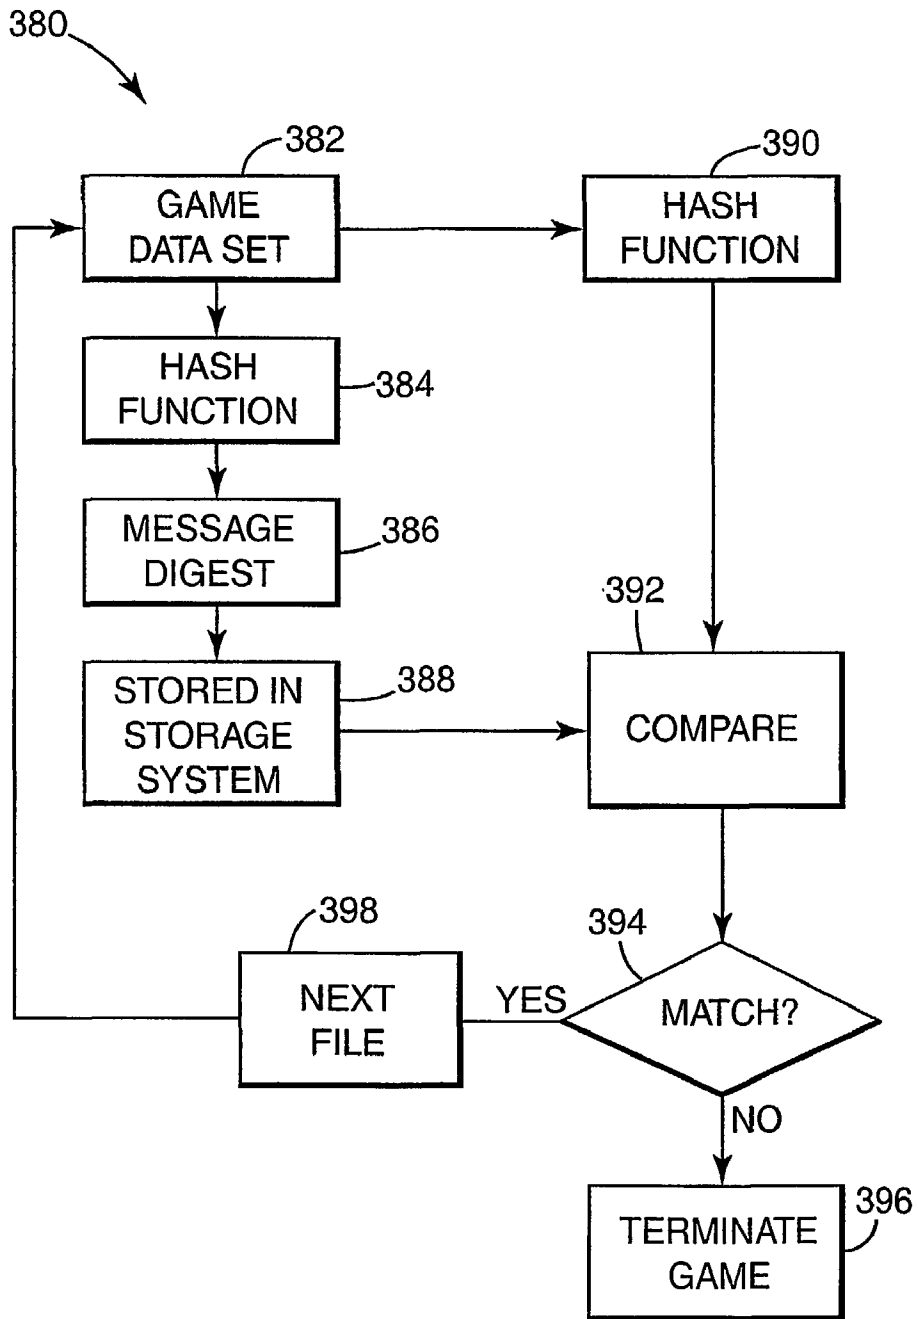 380
382
GAME
DATA SET
390
HASH
FUNCTION
HASH
FUNCTION
384
MESSAGE
DIGEST
386
STORED IN
STORAGE
SYSTEM
388
392
COMPARE
398
NEXT
FILE
YES
394
MATCH?
NO
TERMINATE
GAME
396